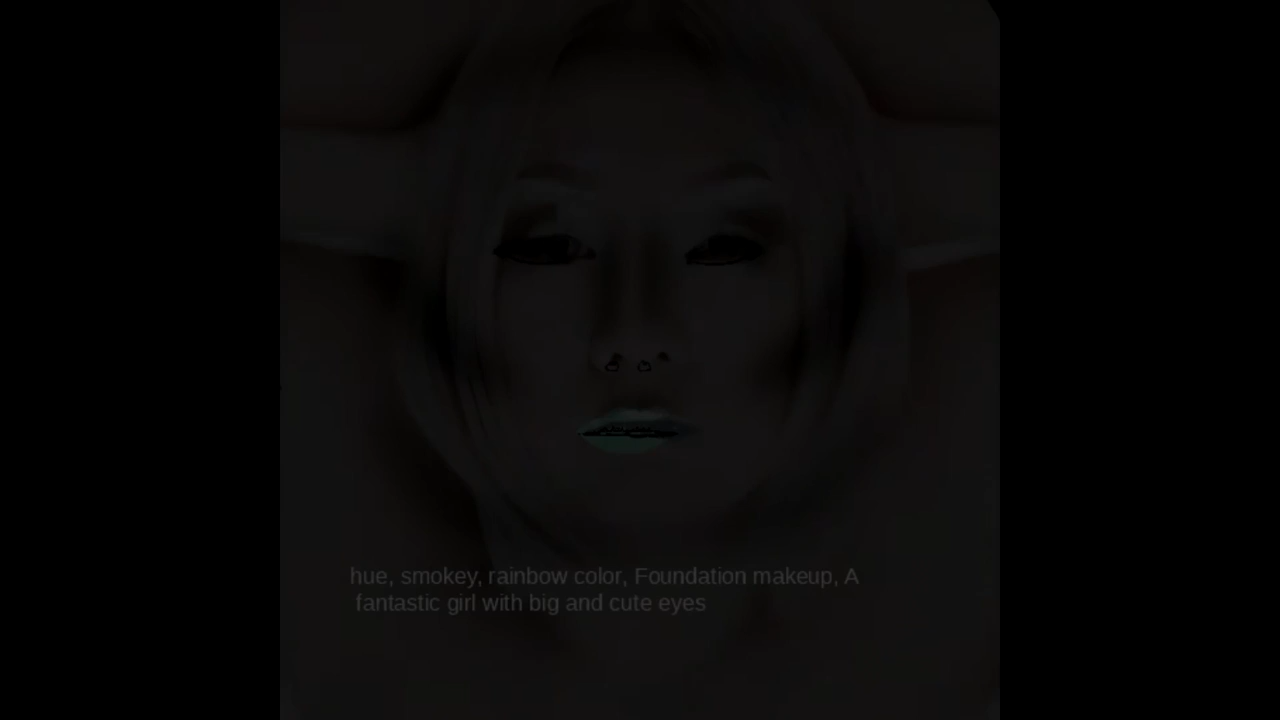 hue, smokey, rainbow color, Foundation makeup, A
fantastic girl with big and cute eyes